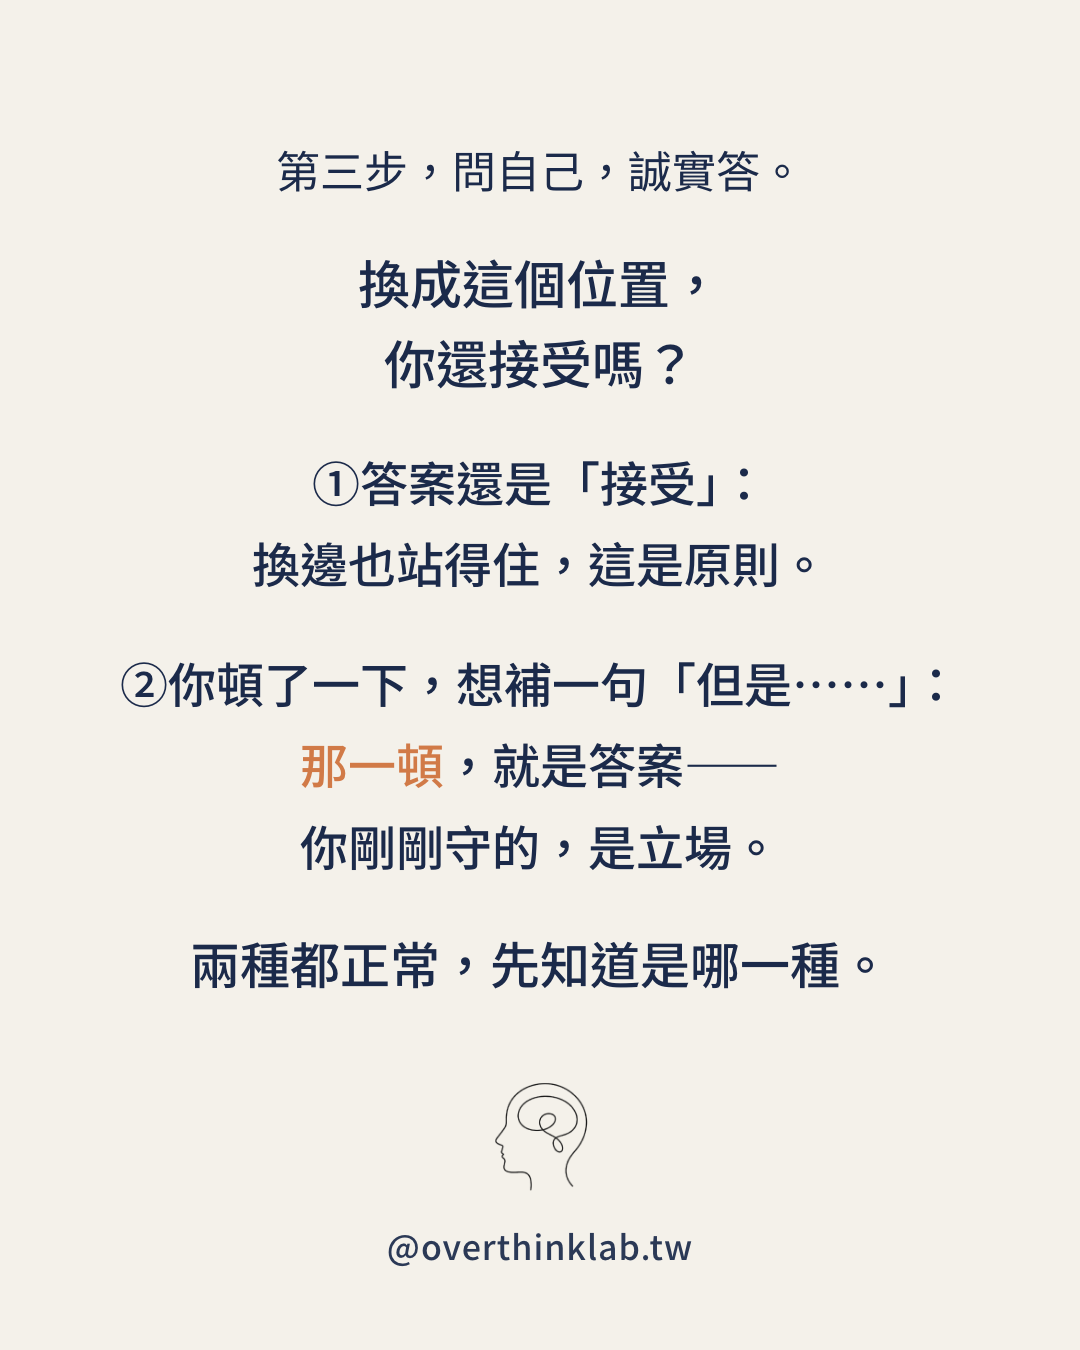 第三步，問自己，誠實答。
換成這個位置，
你還接受嗎？
①答案還是「接受」：
換邊也站得住，這是原則。
②你頓了一下，想補一句「但是⋯⋯」：
那一頓，就是答案——
你剛剛守的，是立場。
兩種都正常，先知道是哪一種。
@overthinklab.tw